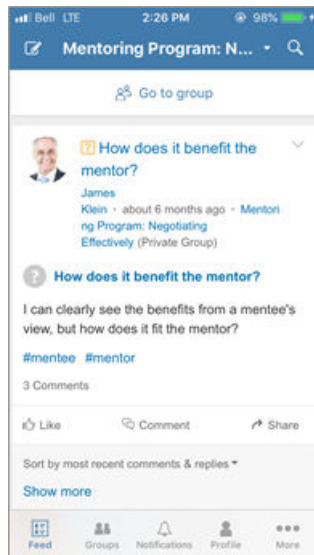 Bell LTE 2:26 PM 98%
Mentoring Program: N...
Go to group
How does it benefit the
mentor?
James
Klein · about 6 months ago · Mentori
ng Program: Negotiating
Effectively (Private Group)
? How does it benefit the mentor?
I can clearly see the benefits from a mentee's
view, but how does it fit the mentor?
#mentee #mentor
3 Comments
Like Comment Share
Sort by most recent comments & replies
Show more
Feed Groups Notifications Profile More